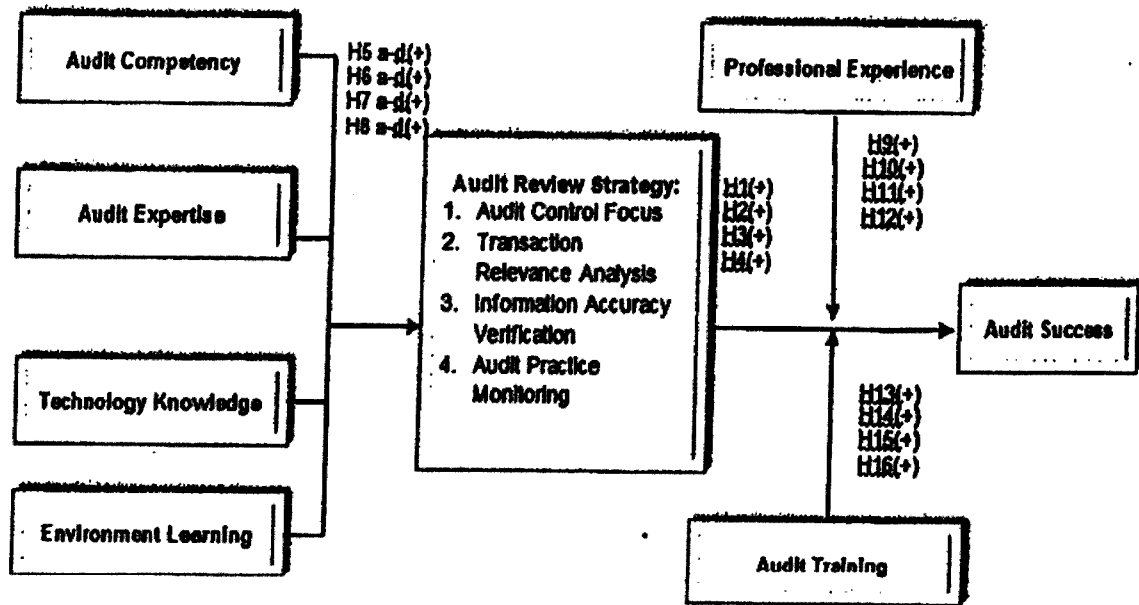 Audit Competency
H5 a-d(+)
H6 a-d(+)
H7 a-d(+)
H8 a-d(+)
Professional Experience
H9(+)
H10(+)
H11(+)
H12(+)
Audit Expertise
Audit Review Strategy:
1. Audit Control Focus
2. Transaction
Relevance Analysis
3. Information Accuracy
Verification
4. Audit Practice
Monitoring
H1(+)
H2(+)
H3(+)
H4(+)
Audit Success
Technology Knowledge
H13(+)
H14(+)
H15(+)
H16(+)
Environment Learning
Audit Training